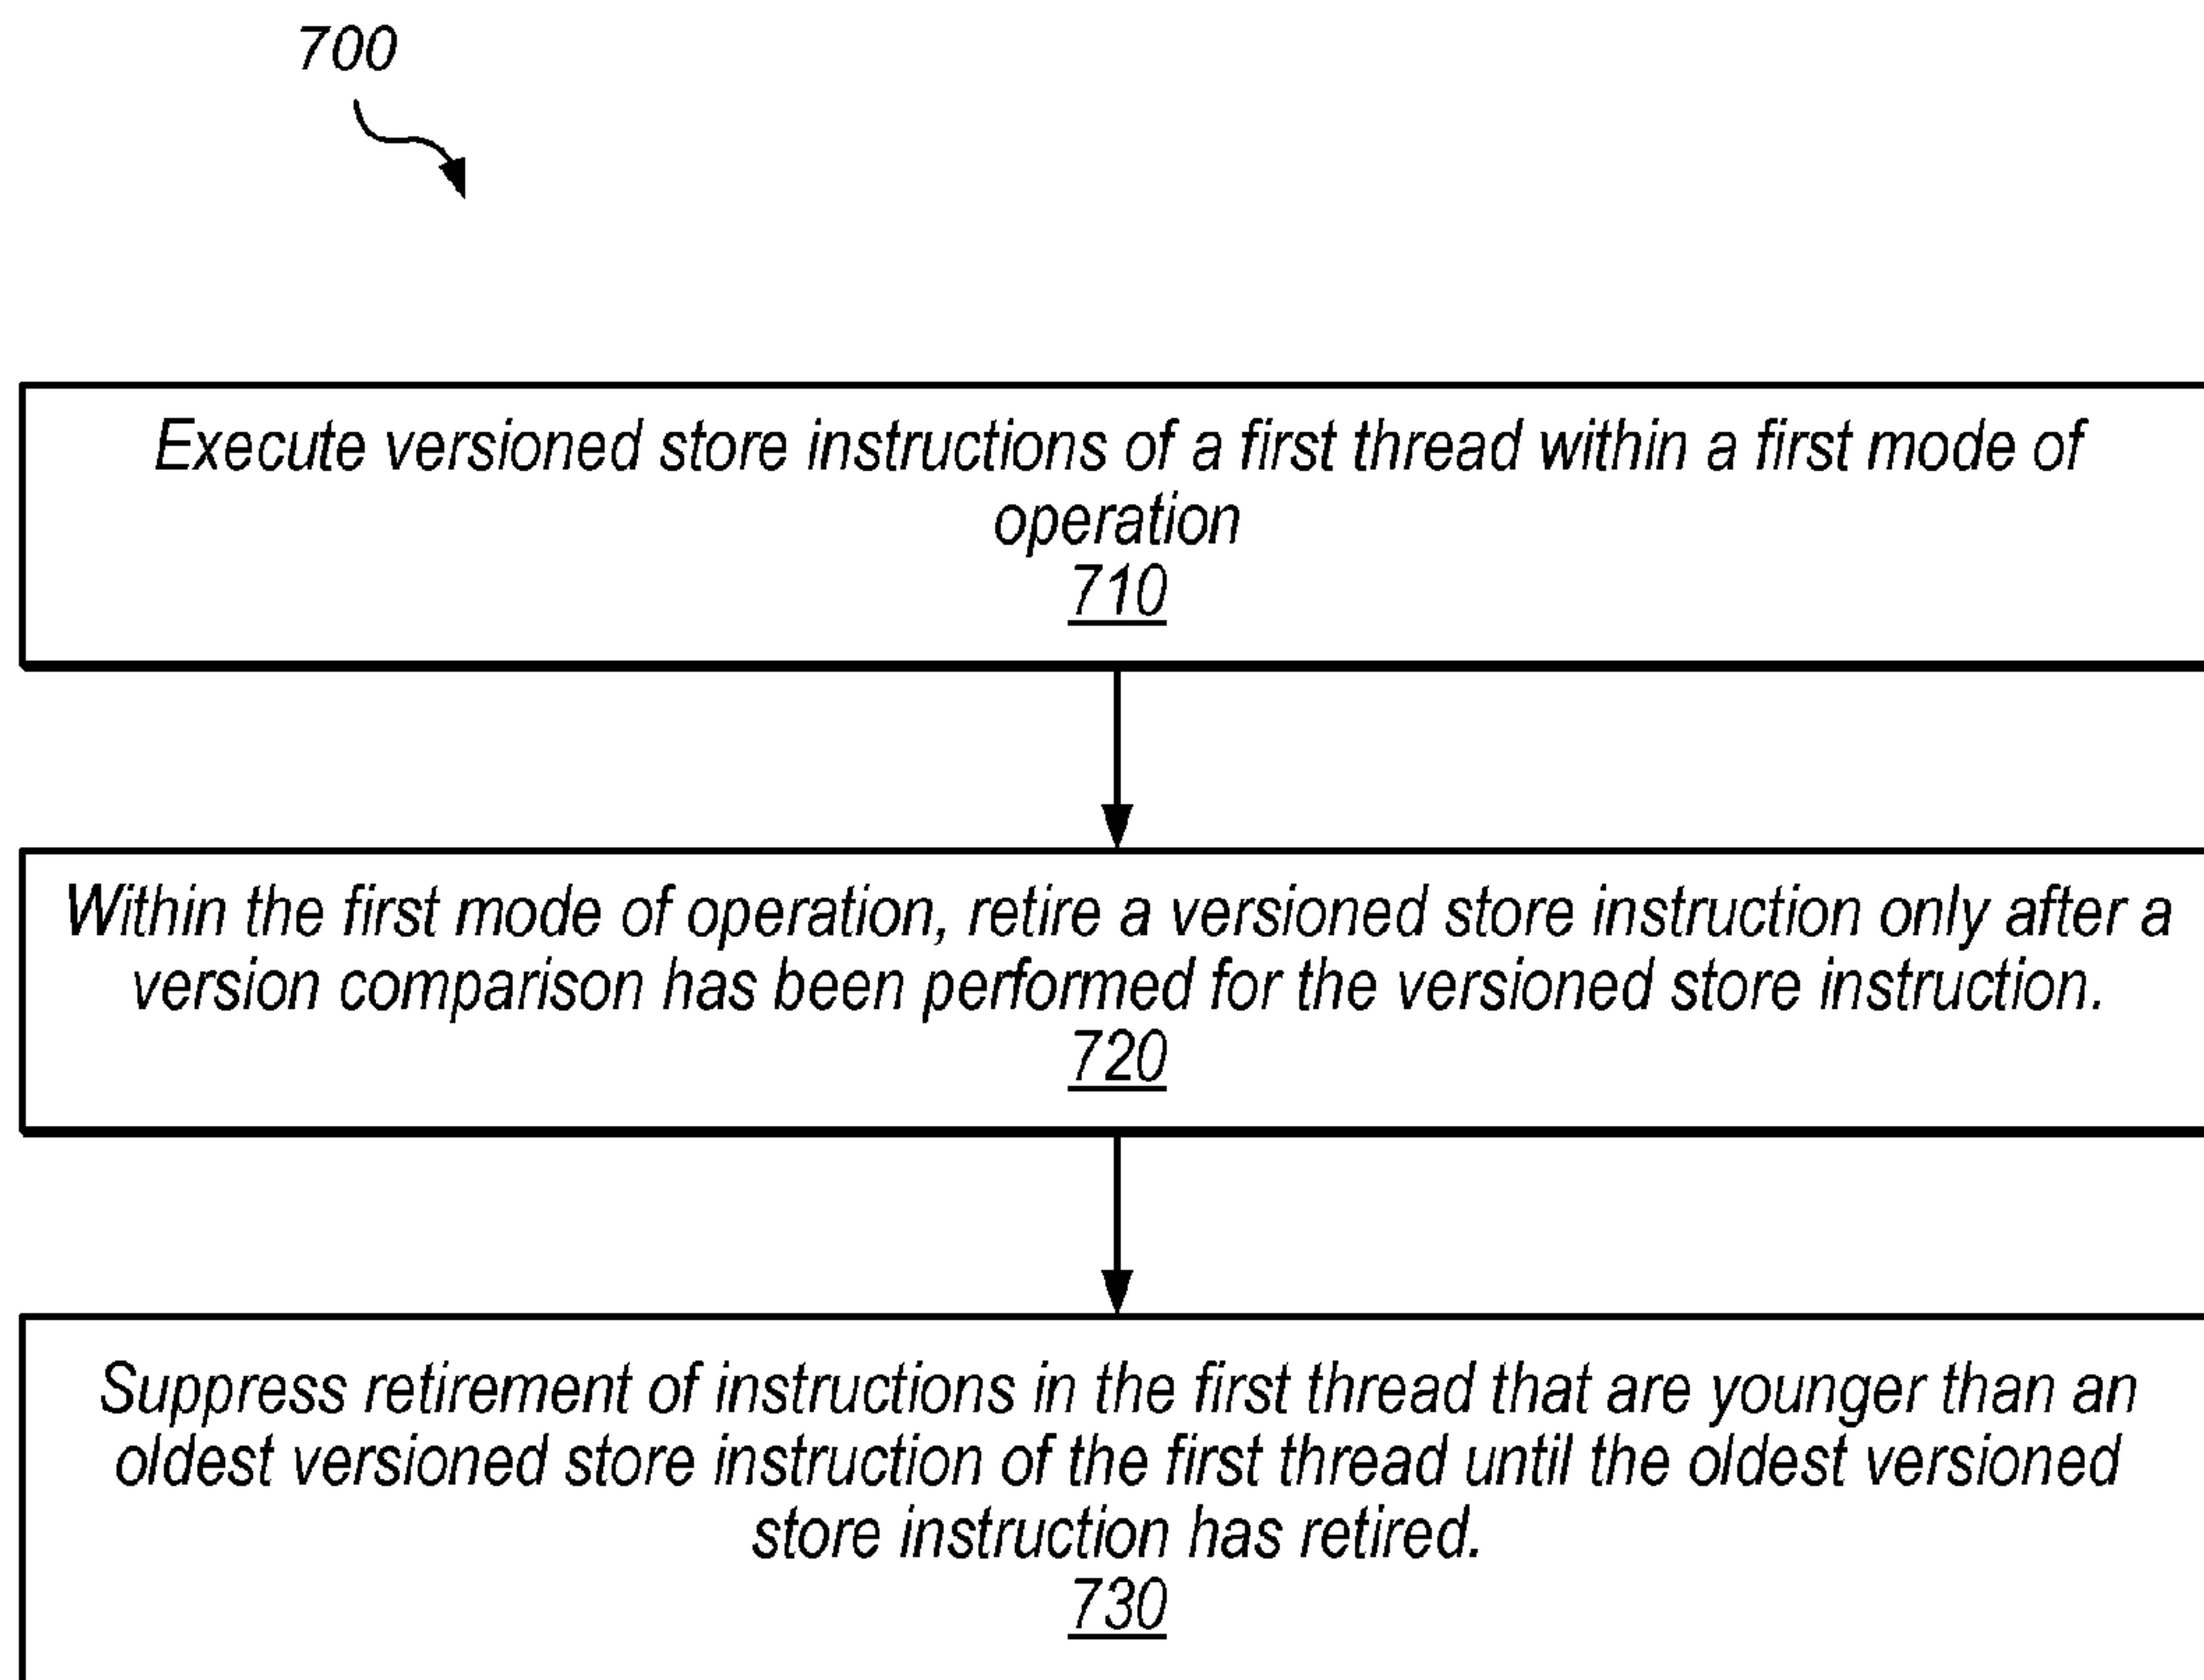 700
Execute versioned store instructions of a first thread within a first mode of
operation
710
Within the first mode of operation, retire a versioned store instruction only after a
version comparison has been performed for the versioned store instruction.
720
Suppress retirement of instructions in the first thread that are younger than an
oldest versioned store instruction of the first thread until the oldest versioned
store instruction has retired.
730